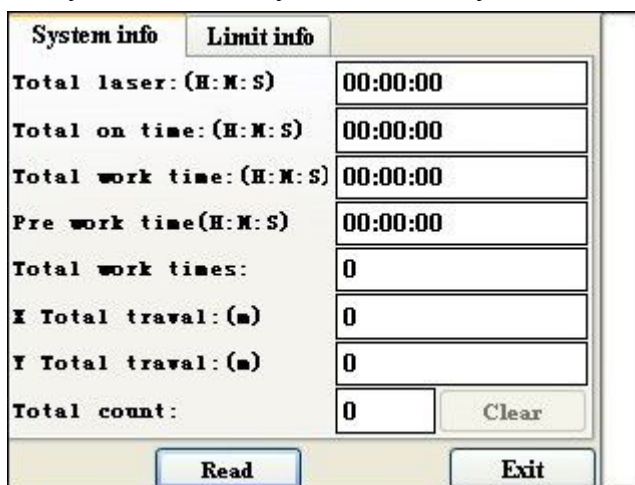 System info Limit info
Total laser:(H:M:S) 00:00:00
Total on time:(H:M:S) 00:00:00
Total work time:(H:M:S) 00:00:00
Pre work time(H:M:S) 00:00:00
Total work times: 0
X Total traval:(m) 0
Y Total traval:(m) 0
Total count: 0 Clear
Read Exit